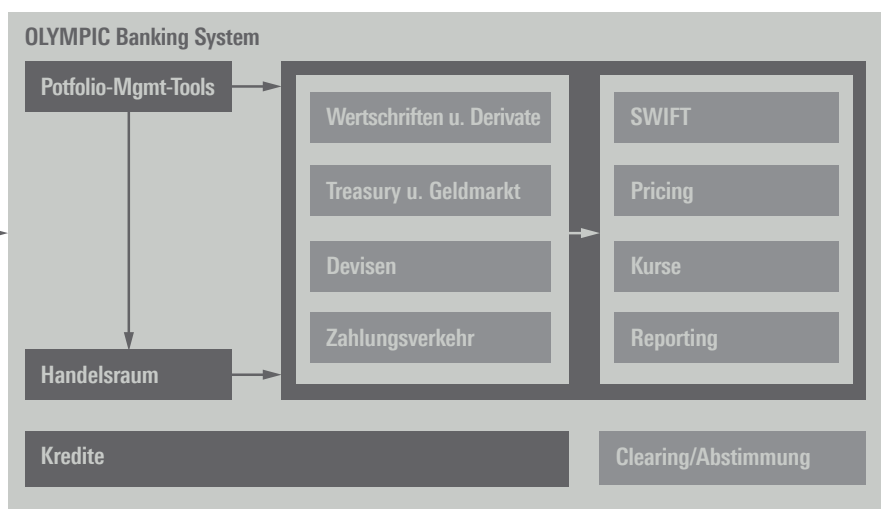 OLYMPIC Banking System
Potfolio-Mgmt-Tools
Wertschriften u. Derivate
SWIFT
Treasury u. Geldmarkt
Pricing
Devisen
Kurse
Zahlungsverkehr
Reporting
Handelsraum
Kredite
Clearing/Abstimmung